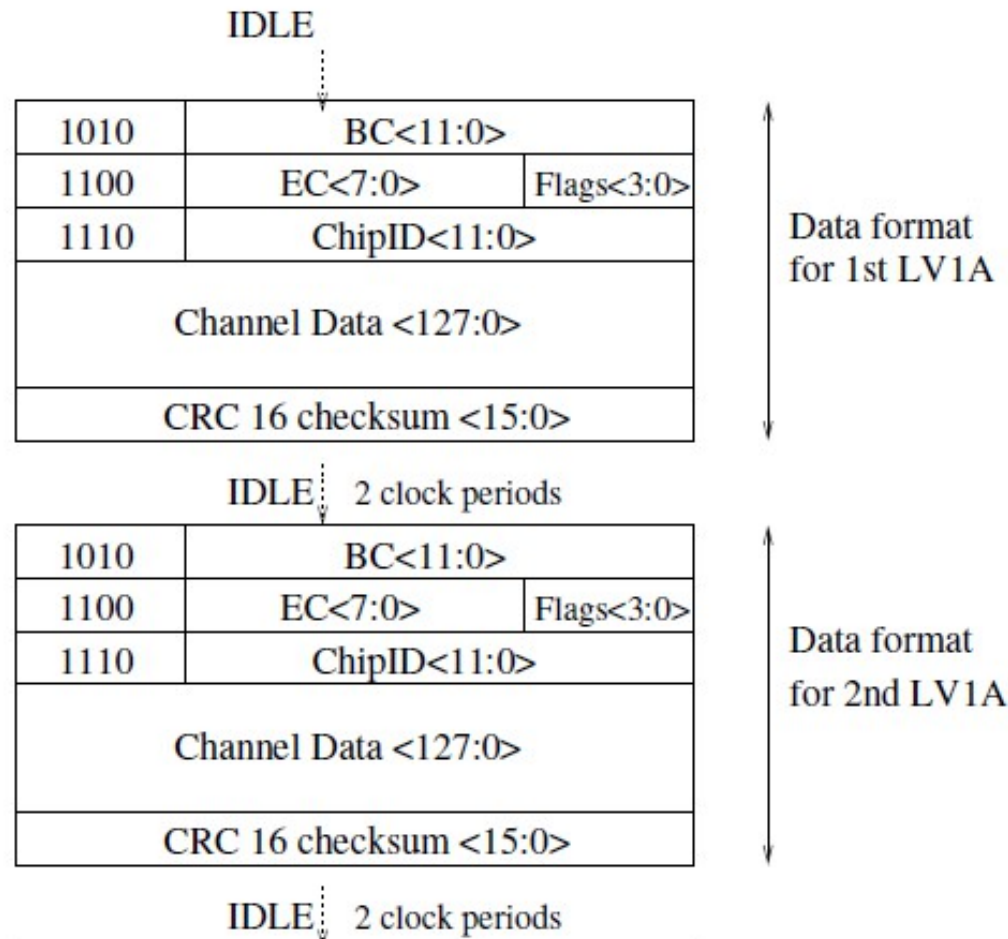 IDLE
1010 BC<11:0>
1100 EC<7:0> Flags<3:0>
1110 ChipID<11:0>
Channel Data <127:0>
CRC 16 checksum <15:0>
Data format
for 1st LV1A
IDLE 2 clock periods
1010 BC<11:0>
1100 EC<7:0> Flags<3:0>
1110 ChipID<11:0>
Channel Data <127:0>
CRC 16 checksum <15:0>
Data format
for 2nd LV1A
IDLE 2 clock periods